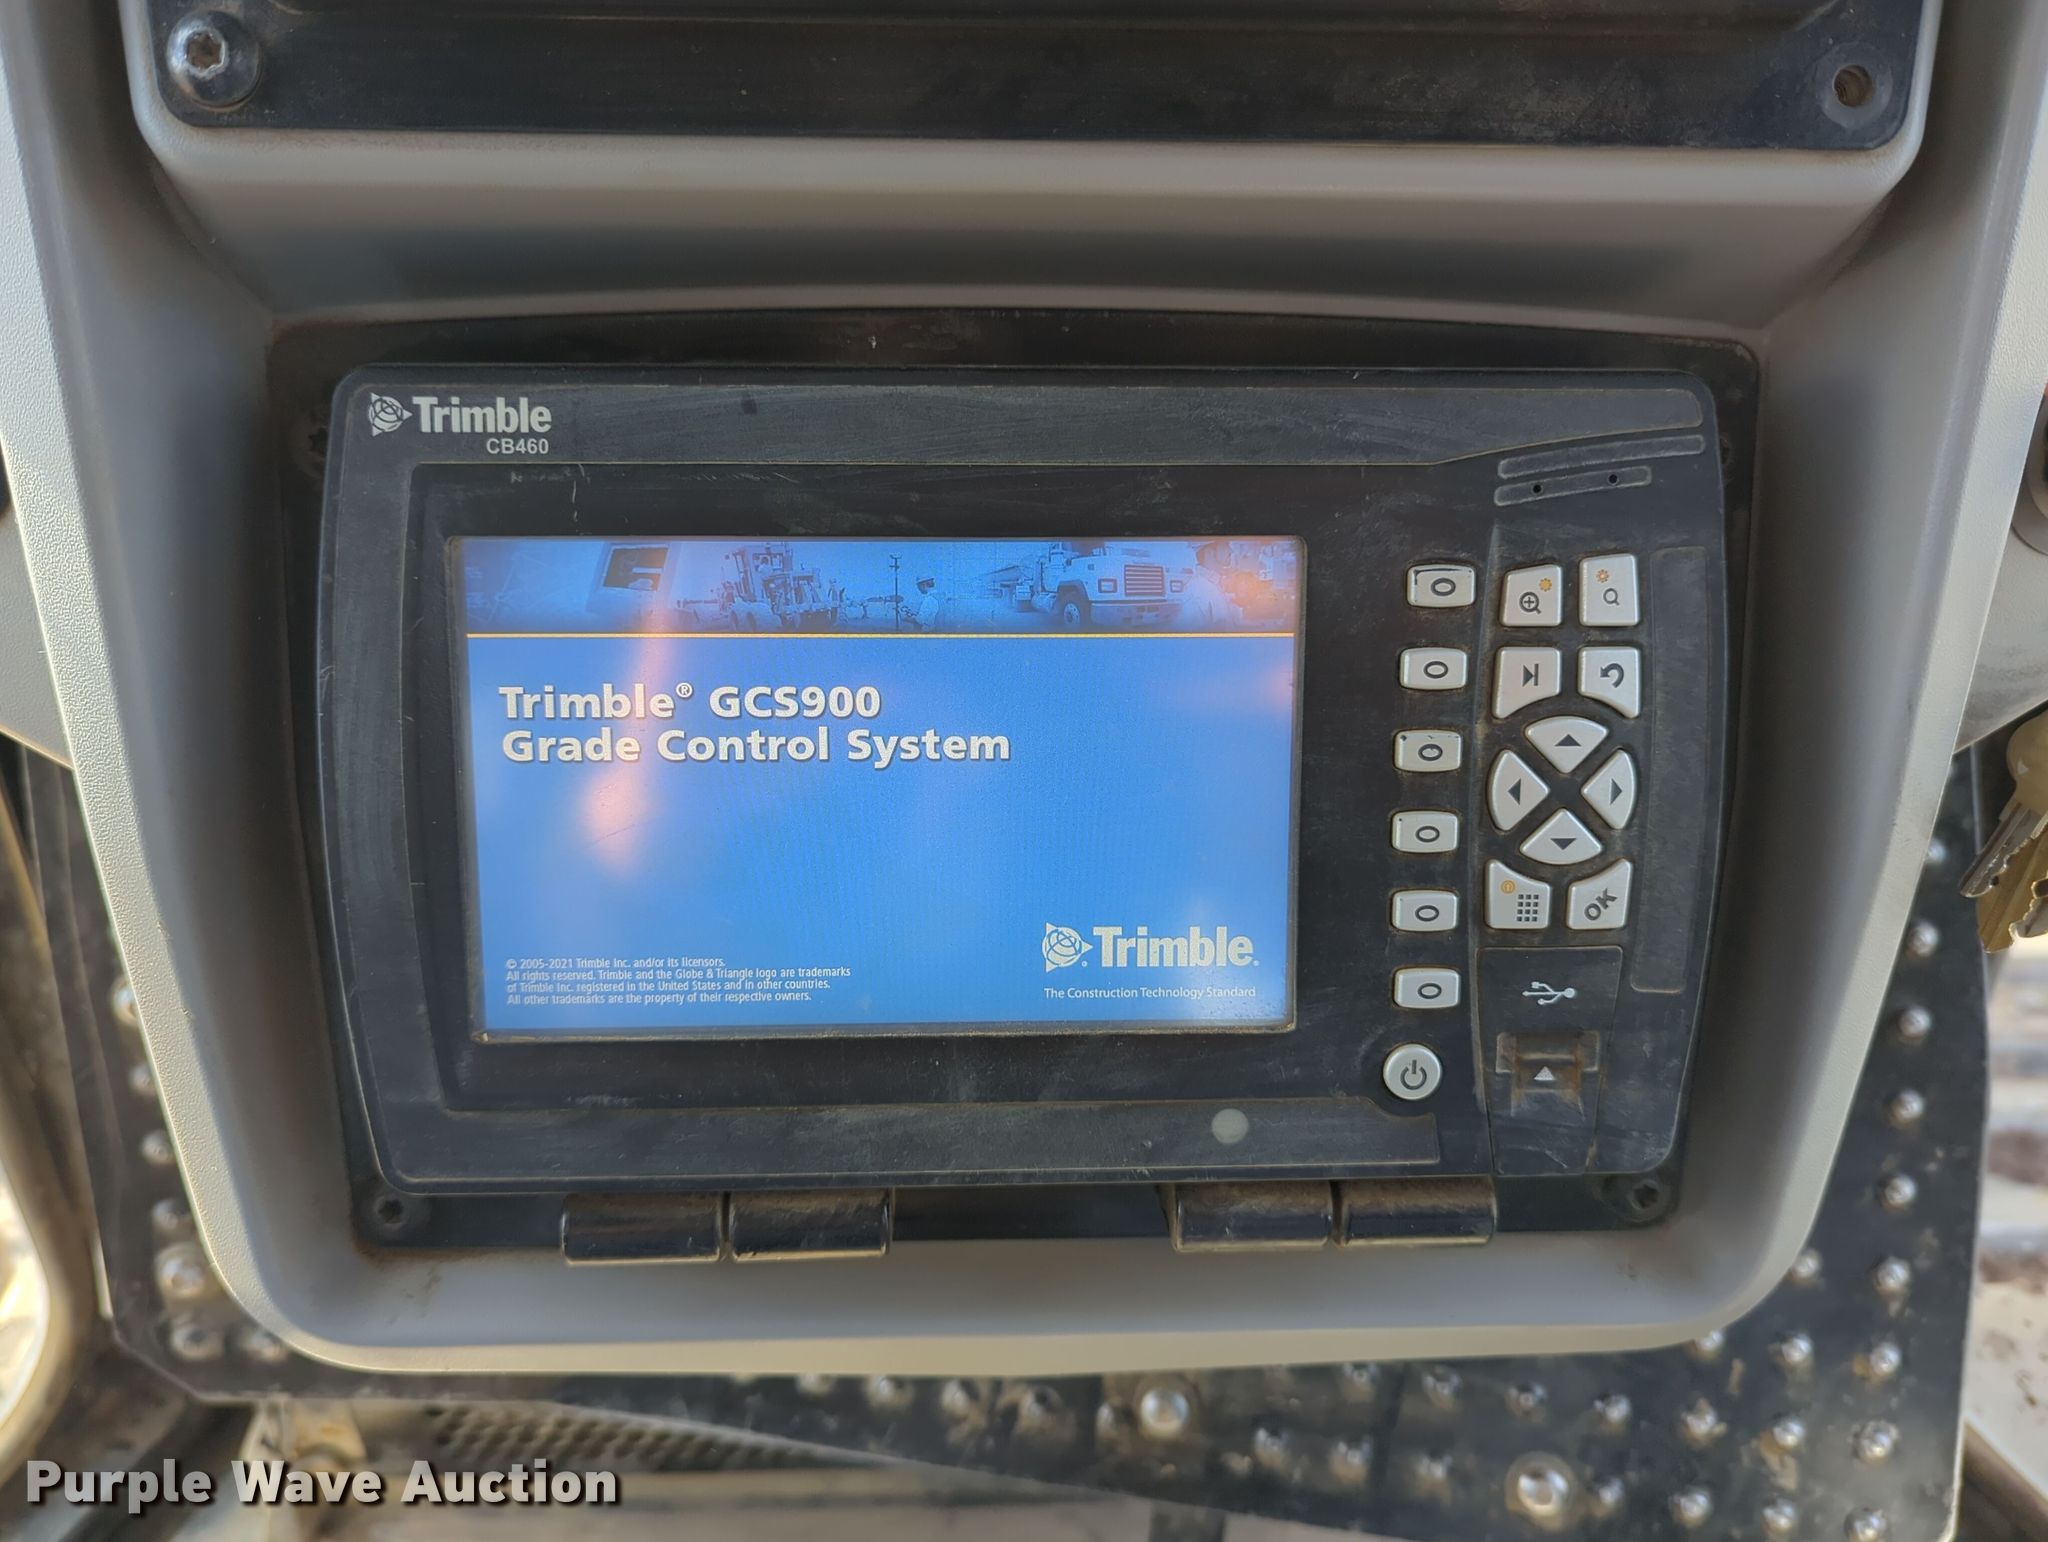 Trimble
CB460
Trimble® GCS900
Grade Control System
© 2005-2021 Trimble Inc. and/or its licensors.
All rights reserved. Trimble and the Globe & Triangle logo are trademarks
of Trimble Inc. registered in the United States and in other countries.
All other trademarks are the property of their respective owners.
Trimble.
The Construction Technology Standard
OK
Purple Wave Auction